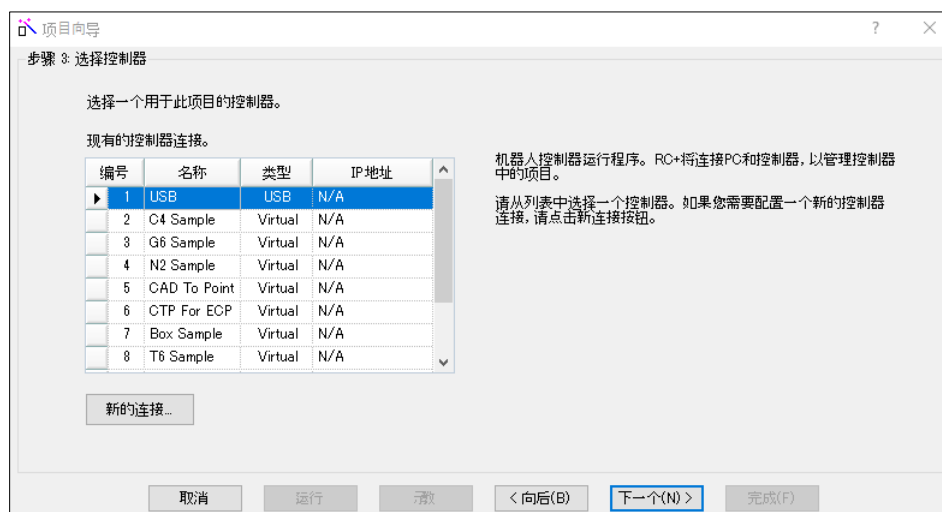 项目向导
步骤 3: 选择控制器
选择一个用于此项目的控制器。
现有的控制器连接。
编号 名称 类型 IP地址
1 USB USB N/A
2 C4 Sample Virtual N/A
3 G6 Sample Virtual N/A
4 N2 Sample Virtual N/A
5 CAD To Point Virtual N/A
6 CTP For ECP Virtual N/A
7 Box Sample Virtual N/A
8 T6 Sample Virtual N/A
机器人控制器运行程序。RC+将连接PC和控制器,以管理控制器
中的项目。
请从列表中选择一个控制器。如果您需要配置一个新的控制器
连接,请点击新连接按钮。
新的连接...
取消 运行 示教 < 向后(B) 下一个(N) > 完成(F)